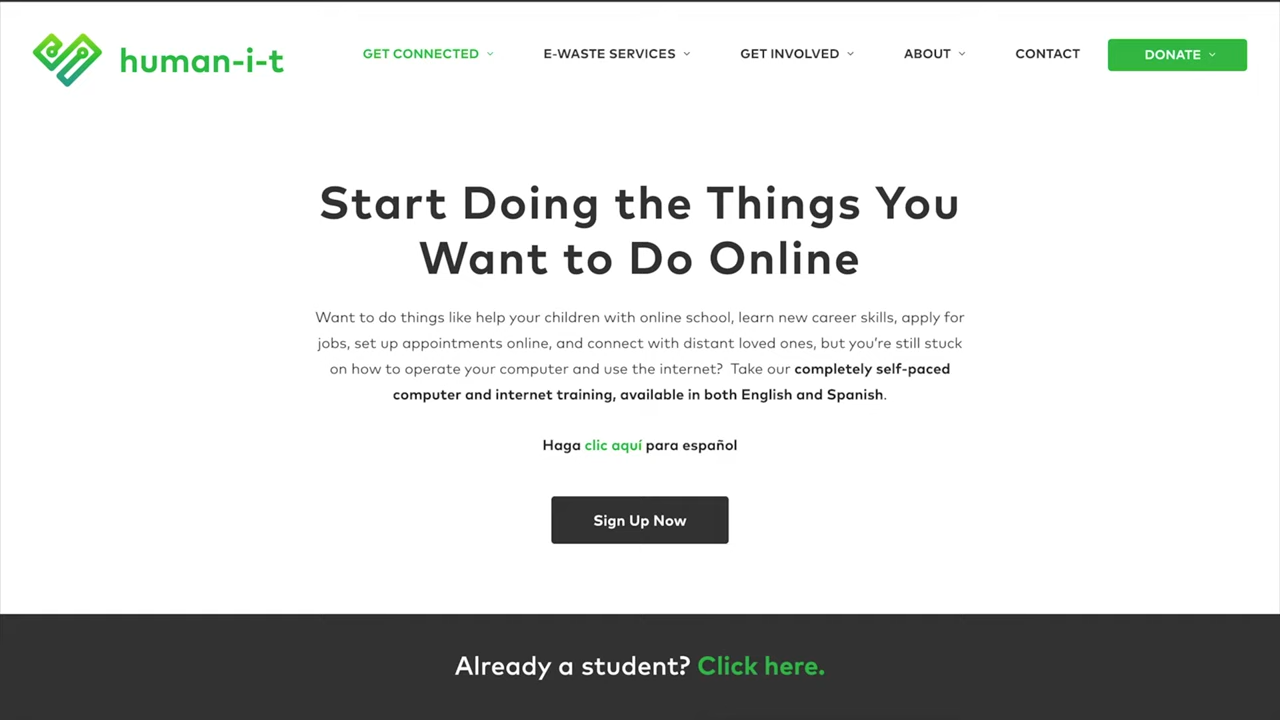 human-i-t
GET CONNECTED
E-WASTE SERVICES
GET INVOLVED
ABOUT
CONTACT
DONATE
Start Doing the Things You
Want to Do Online
Want to do things like help your children with online school, learn new career skills, apply for
jobs, set up appointments online, and connect with distant loved ones, but you’re still stuck
on how to operate your computer and use the internet?  Take our completely self-paced
computer and internet training, available in both English and Spanish.
Haga clic aquí para español
Sign Up Now
Already a student? Click here.